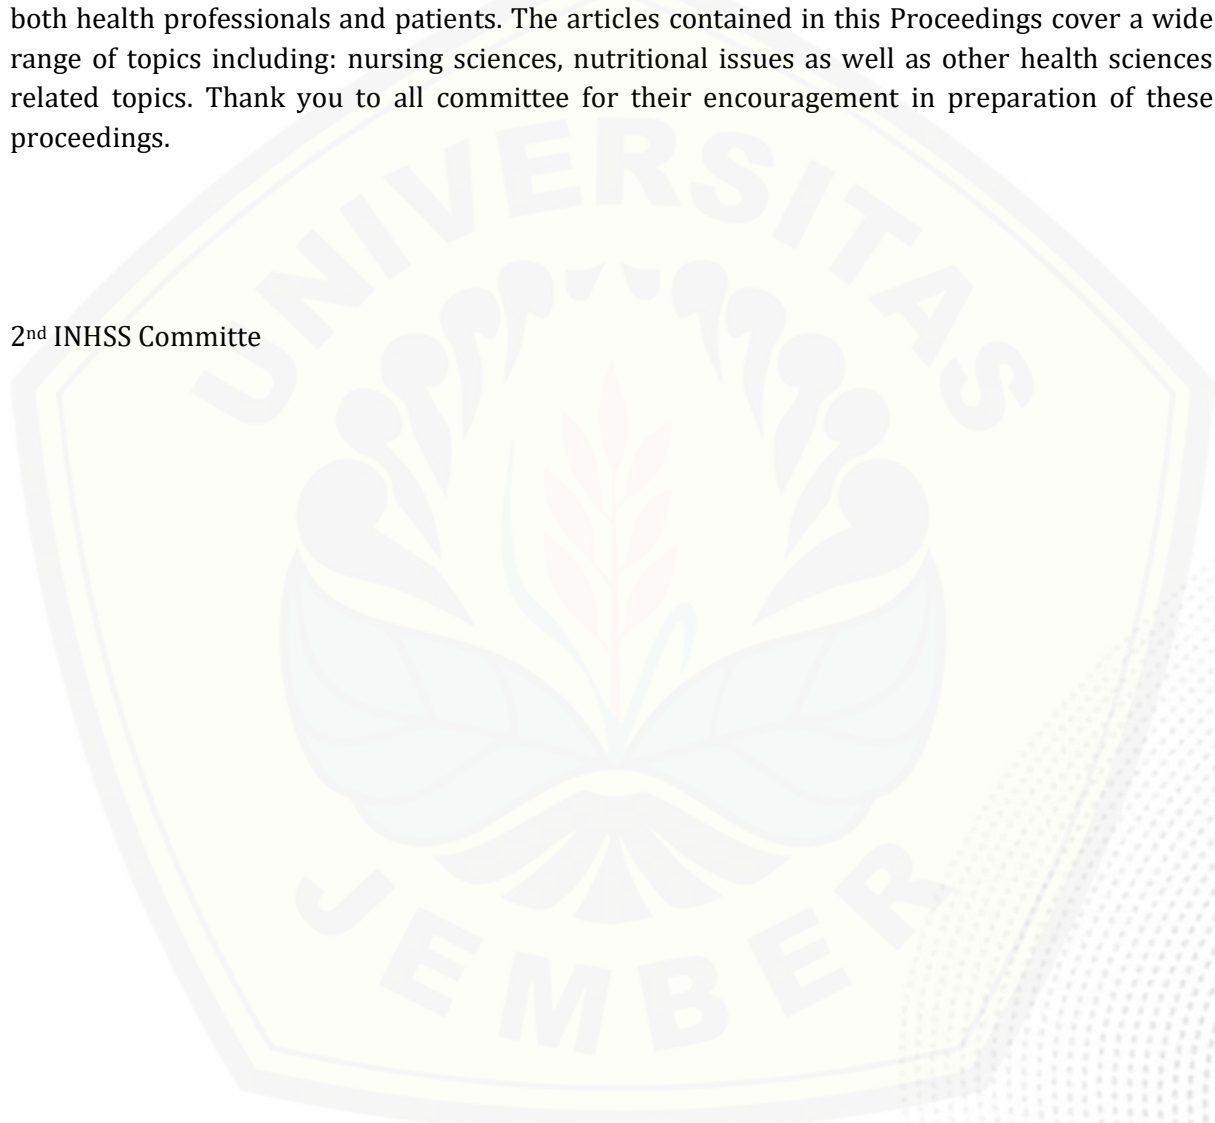 both health professionals and patients. The articles contained in this Proceedings cover a wide
range of topics including: nursing sciences, nutritional issues as well as other health sciences
related topics. Thank you to all committee for their encouragement in preparation of these
proceedings.
2nd INHSS Committe
UNIVERSITAS
JEMBER